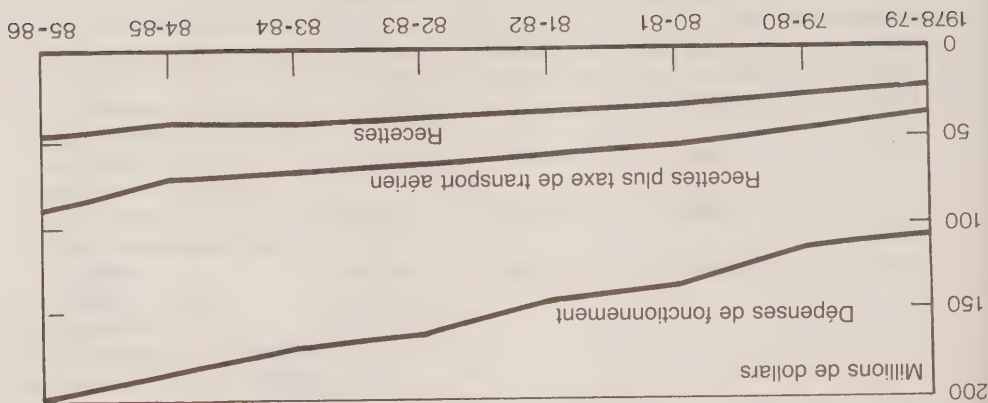 Millions de dollars
200
150
100
50
0
Dépenses de fonctionnement
Recettes plus taxe de transport aérien
Recettes
1978-79 79-80 80-81 81-82 82-83 83-84 84-85 85-86